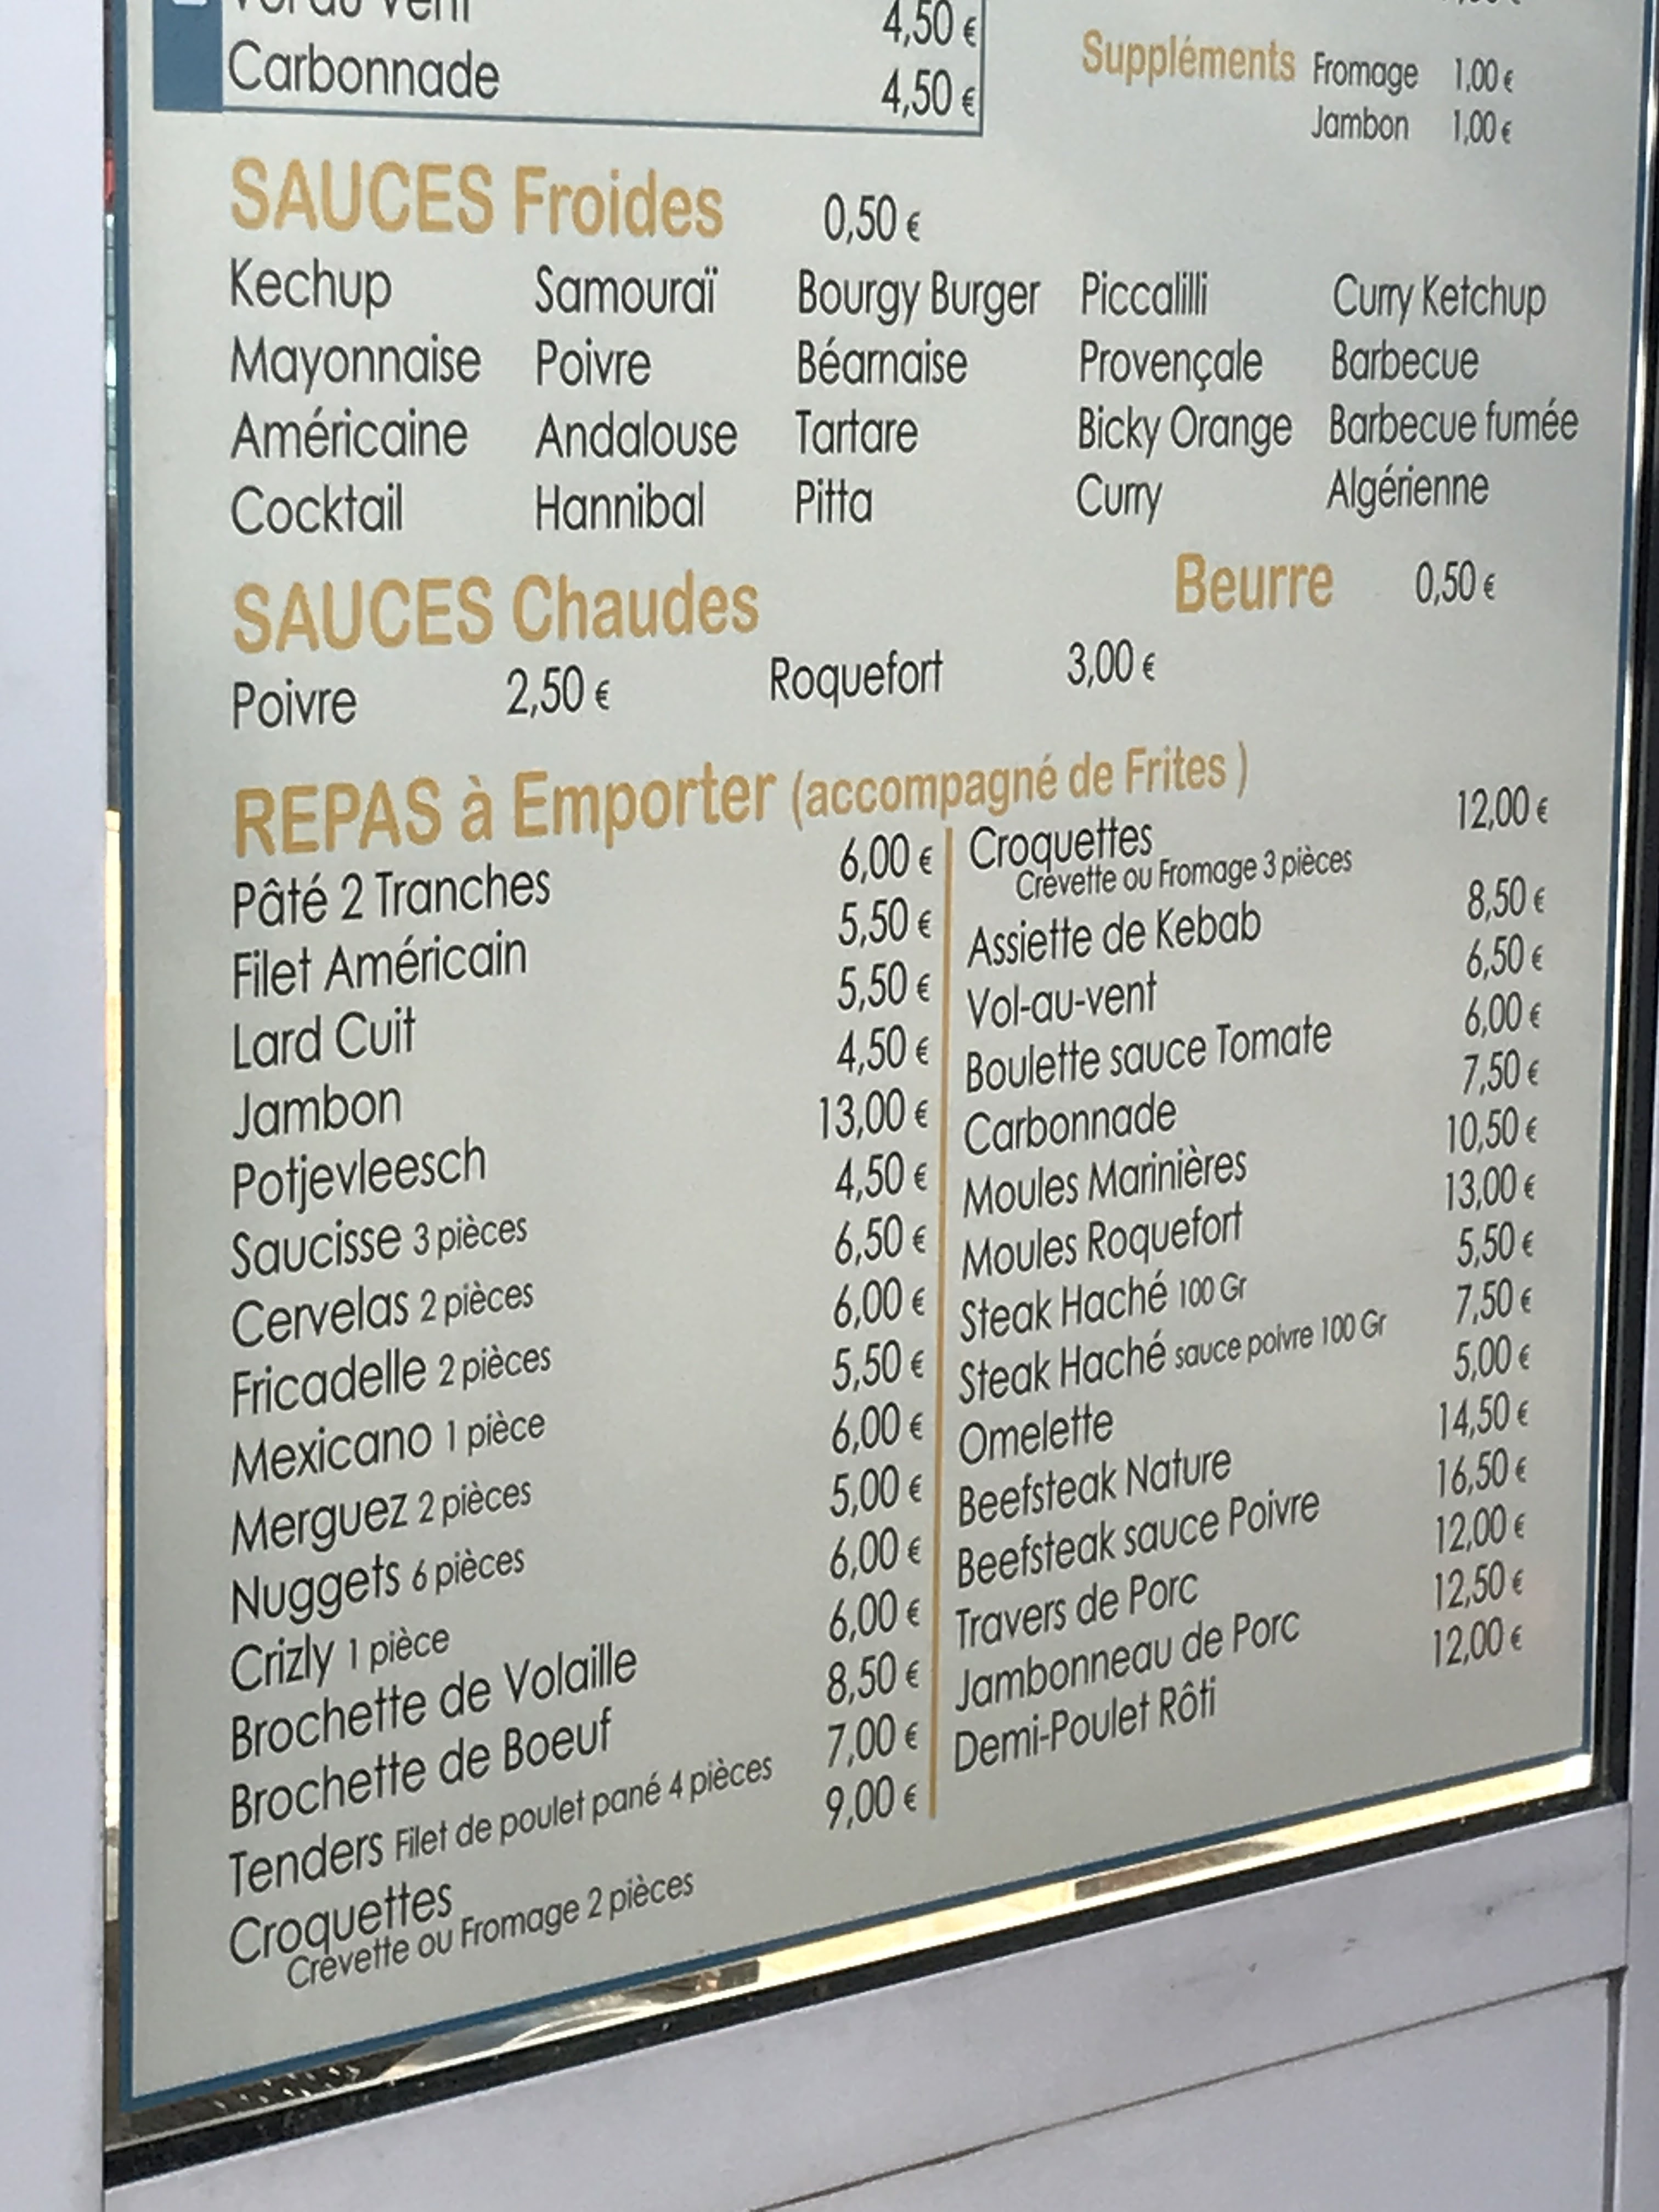 Vol au Vent 4,50 €
Carbonnade 4,50 €
Suppléments Fromage 1,00 €
Jambon 1,00 €
SAUCES Froides 0,50 €
Kechup Samouraï Bourgy Burger Piccalilli Curry Ketchup
Mayonnaise Poivre Béarnaise Provençale Barbecue
Américaine Andalouse Tartare Bicky Orange Barbecue fumée
Cocktail Hannibal Pitta Curry Algérienne
SAUCES Chaudes
Beurre 0,50 €
Poivre 2,50 € Roquefort 3,00 €
REPAS à Emporter (accompagné de Frites )
Pâté 2 Tranches 6,00 €
Filet Américain 5,50 €
Lard Cuit 5,50 €
Jambon 4,50 €
Potjevleesch 13,00 €
Saucisse 3 pièces 4,50 €
Cervelas 2 pièces 6,50 €
Fricadelle 2 pièces 6,00 €
Mexicano 1 pièce 5,50 €
Merguez 2 pièces 6,00 €
Nuggets 6 pièces 5,00 €
Crizly 1 pièce 6,00 €
Brochette de Volaille 6,00 €
Brochette de Boeuf 8,50 €
Tenders Filet de poulet pané 4 pièces 7,00 €
Croquettes 9,00 €
Crevette ou Fromage 2 pièces
Croquettes 12,00 €
Crevette ou Fromage 3 pièces
Assiette de Kebab 8,50 €
Vol-au-vent 6,50 €
Boulette sauce Tomate 6,00 €
Carbonnade 7,50 €
Moules Marinières 10,50 €
Moules Roquefort 13,00 €
Steak Haché 100 Gr 5,50 €
Steak Haché sauce poivre 100 Gr 7,50 €
Omelette 5,00 €
Beefsteak Nature 14,50 €
Beefsteak sauce Poivre 16,50 €
Travers de Porc 12,00 €
Jambonneau de Porc 12,50 €
Demi-Poulet Rôti 12,00 €